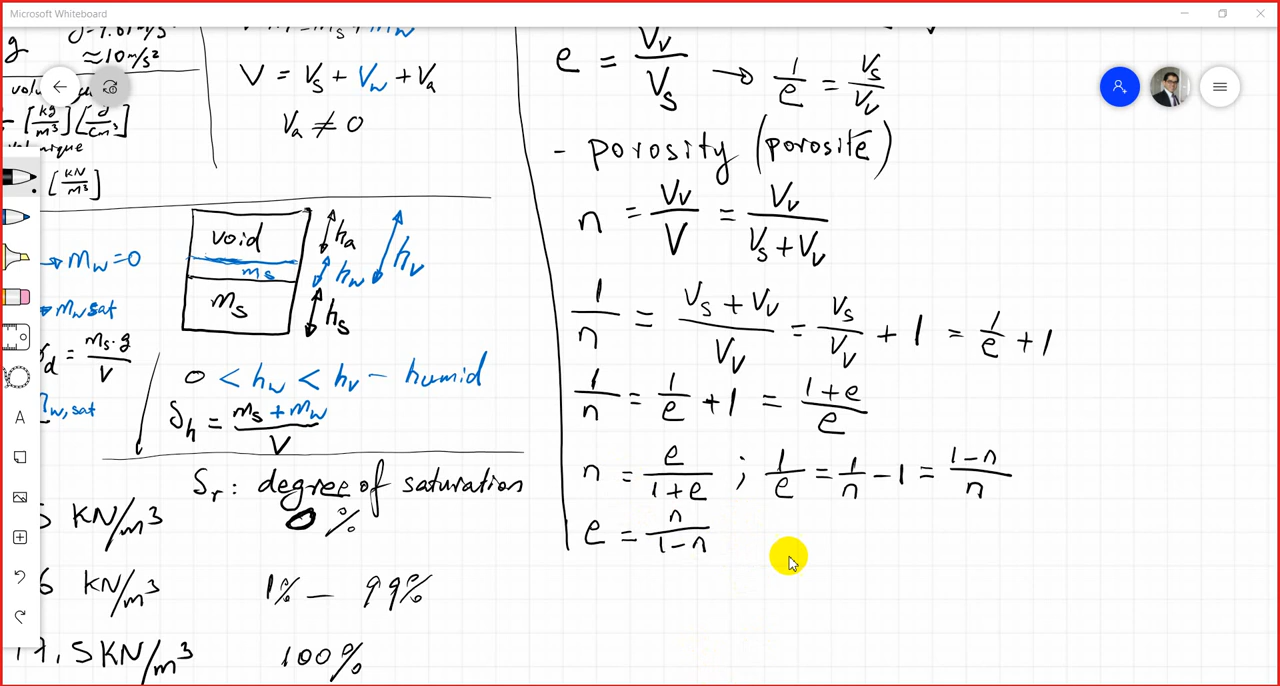 Microsoft Whiteboard
g
≈10m/s²
[kg/m³] [g/cm³]
[kN/m³]
V = Vs + Vw + Va
Va ≠ 0
→ mw=0
mw sat
d = ms·g / V
w, sat
void
ms
ms
ha
hw
hv
hs
0 < hw < hv – humid
γh = ms + mw / V
Sr : degree of saturation
KN/m³ 0 %
6 KN/m³ 1% — 99%
.5 KN/m³ 100%
e = Vv / Vs → 1/e = Vs/Vv
- porosity (porosité)
n = Vv / V = Vv / Vs + Vv
1/n = Vs + Vv / Vv = Vs/Vv + 1 = 1/e + 1
1/n = 1/e + 1 = 1+e / e
n = e / 1+e ; 1/e = 1/n - 1 = 1-n / n
e = n / 1-n
A